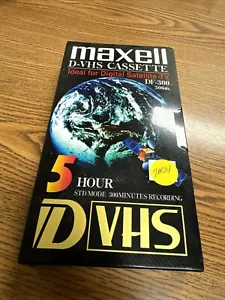 maxell
D-VHS CASSETTE
Ideal for Digital Satellite-TV
DF-300
5 HOUR
STD MODE 300MINUTES RECORDING
D VHS